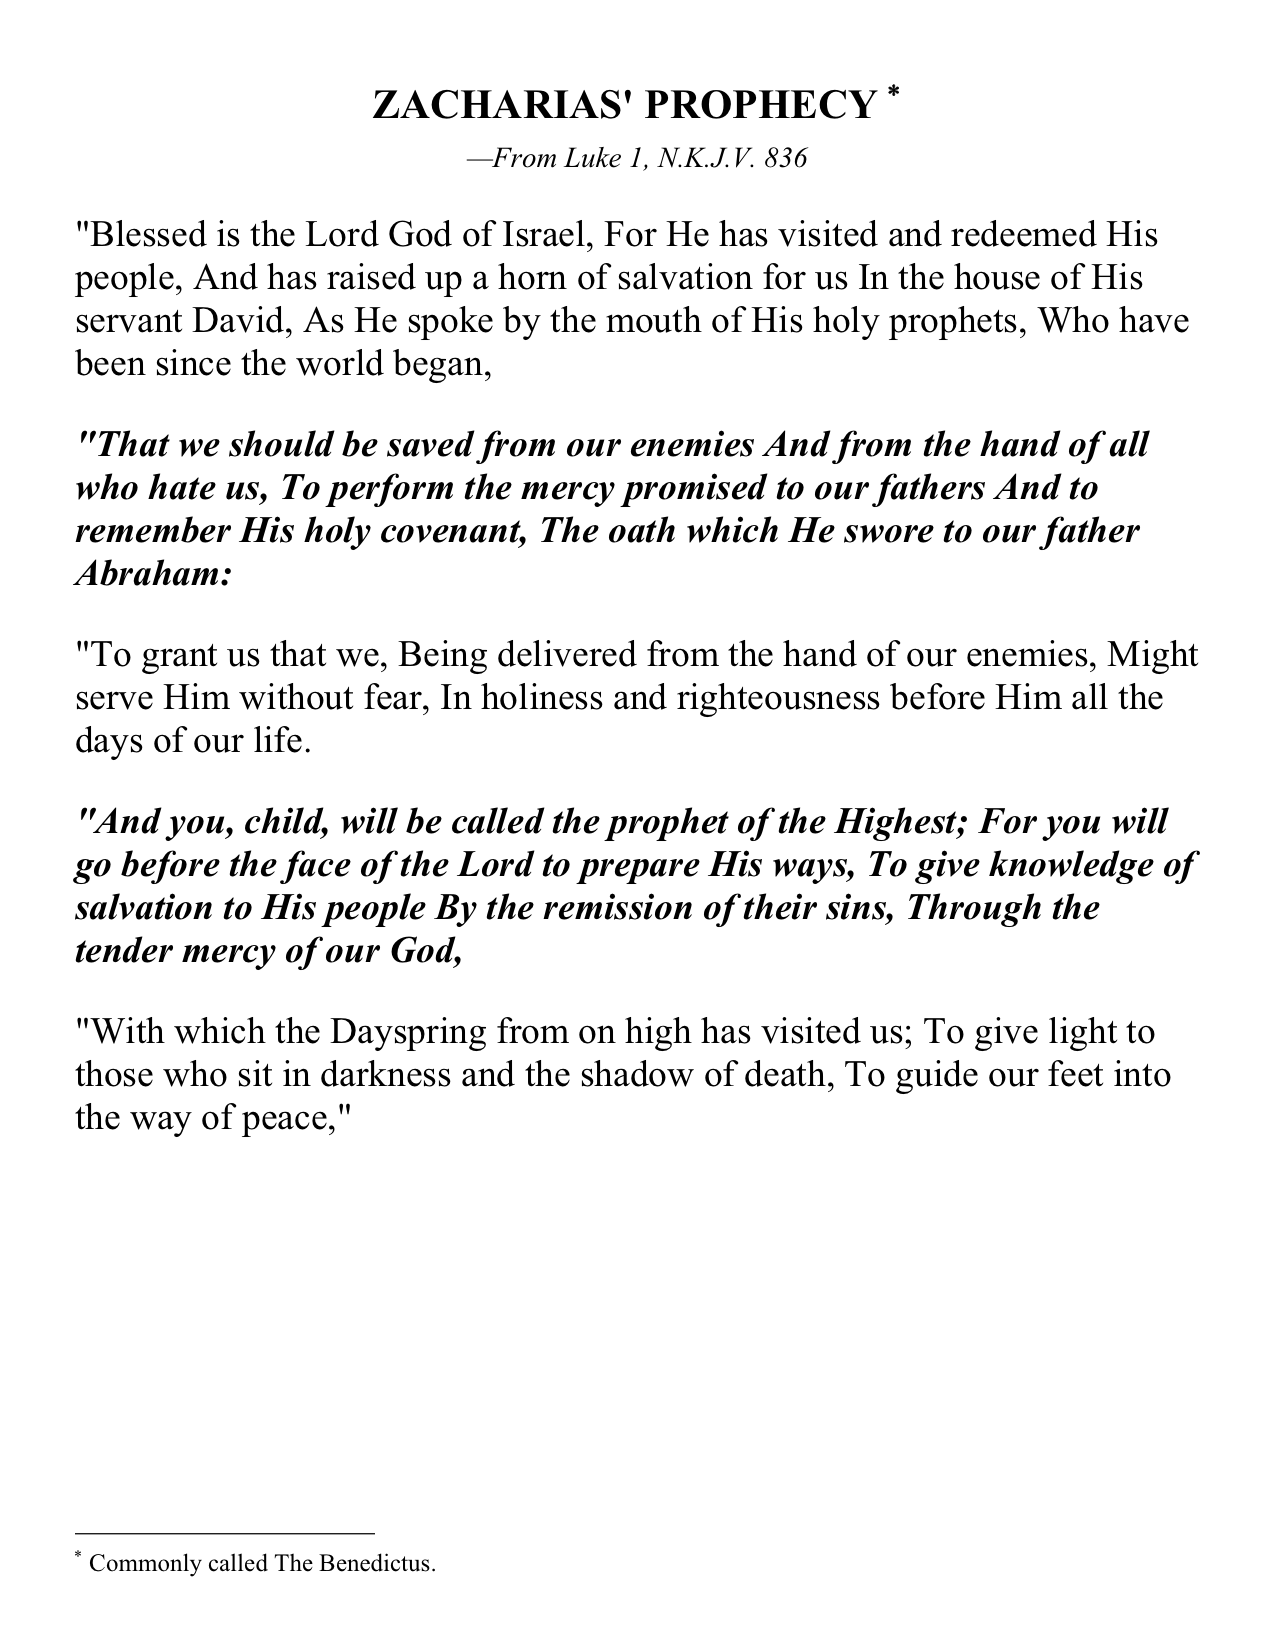 ZACHARIAS' PROPHECY *
—From Luke 1, N.K.J.V. 836
"Blessed is the Lord God of Israel, For He has visited and redeemed His
people, And has raised up a horn of salvation for us In the house of His
servant David, As He spoke by the mouth of His holy prophets, Who have
been since the world began,
"That we should be saved from our enemies And from the hand of all
who hate us, To perform the mercy promised to our fathers And to
remember His holy covenant, The oath which He swore to our father
Abraham:
"To grant us that we, Being delivered from the hand of our enemies, Might
serve Him without fear, In holiness and righteousness before Him all the
days of our life.
"And you, child, will be called the prophet of the Highest; For you will
go before the face of the Lord to prepare His ways, To give knowledge of
salvation to His people By the remission of their sins, Through the
tender mercy of our God,
"With which the Dayspring from on high has visited us; To give light to
those who sit in darkness and the shadow of death, To guide our feet into
the way of peace,"
* Commonly called The Benedictus.